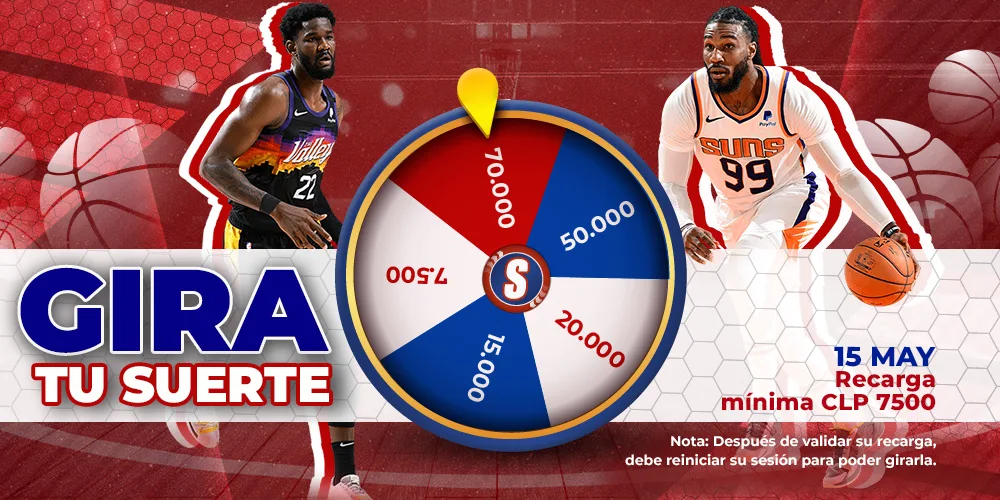 Valley
22
SUNS
99
PayPal
70.000
50.000
20.000
15.000
7.500
S
GIRA
TU SUERTE
15 MAY
Recarga
mínima CLP 7500
Nota: Después de validar su recarga,
debe reiniciar su sesión para poder girarla.